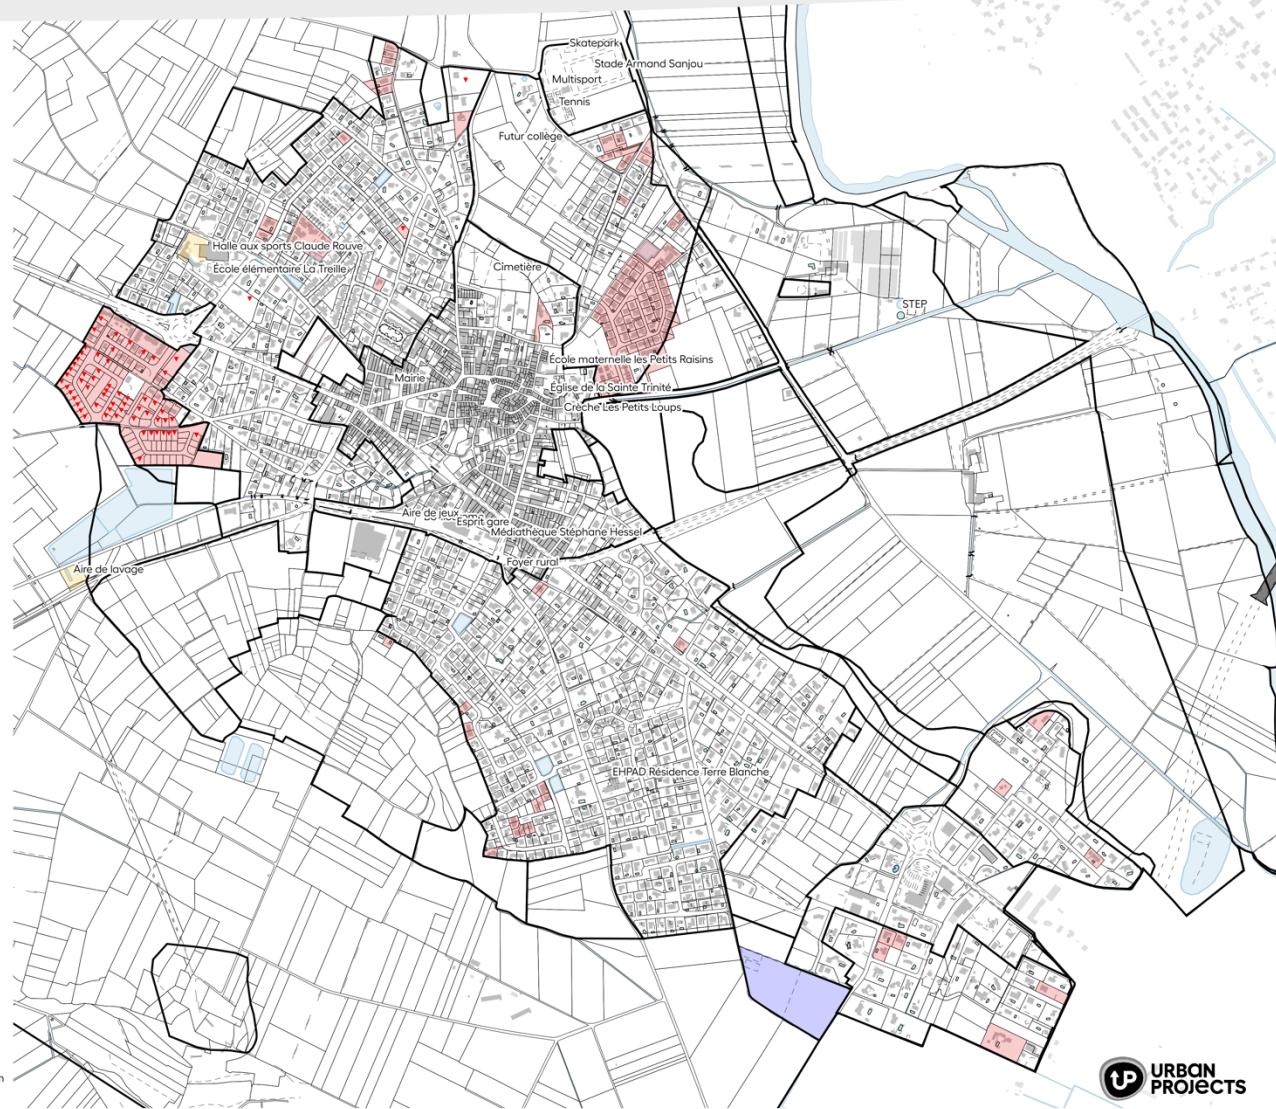 Skatepark
Stade Armand Sanjou
Multisport
Tennis
Futur collège
Halle aux sports Claude Rouve
École élémentaire La Treille
Cimetière
STEP
École maternelle les Petits Raisins
Mairie
Église de la Sainte Trinité
Crèche Les Petits Loups
Aire de jeux
Esprit gare
Médiathèque Stéphane Hessel
Foyer rural
Aire de lavage
EHPAD Résidence Terre Blanche
UP URBAN
PROJECTS